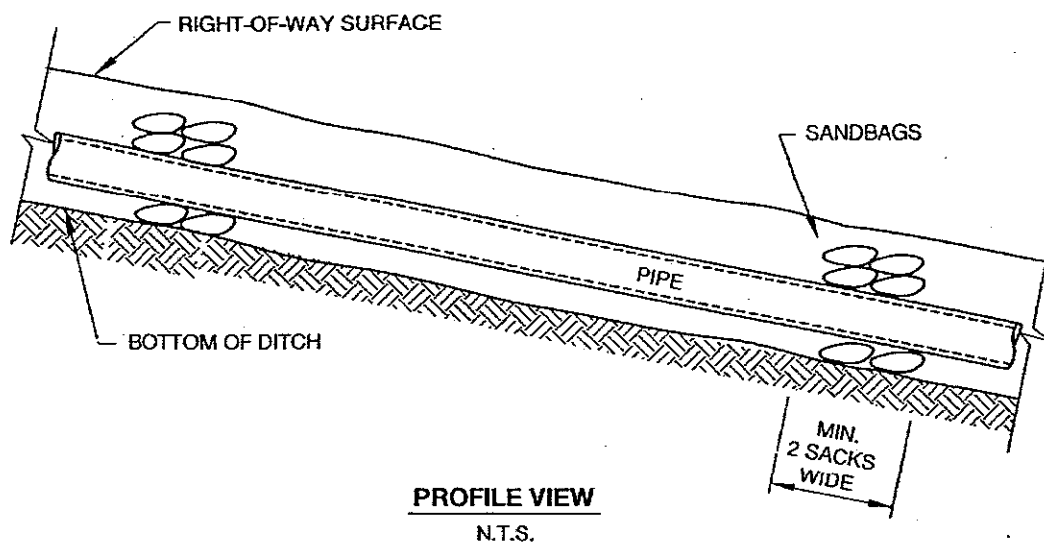 RIGHT-OF-WAY SURFACE
SANDBAGS
PIPE
BOTTOM OF DITCH
MIN.
2 SACKS
WIDE
PROFILE VIEW
N.T.S.